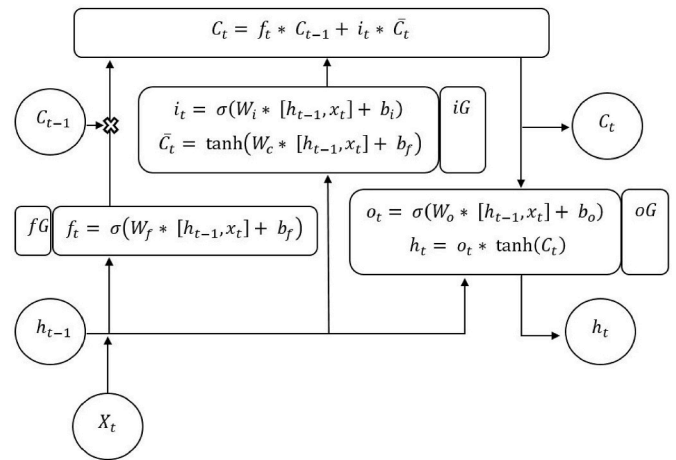 C_t = f_t * C_{t-1} + i_t * C̄_t
C_{t-1}
i_t = σ(W_i * [h_{t-1}, x_t] + b_i)
C̄_t = tanh(W_c * [h_{t-1}, x_t] + b_f)
iG
C_t
fG
f_t = σ(W_f * [h_{t-1}, x_t] + b_f)
o_t = σ(W_o * [h_{t-1}, x_t] + b_o)
h_t = o_t * tanh(C_t)
oG
h_{t-1}
h_t
X_t